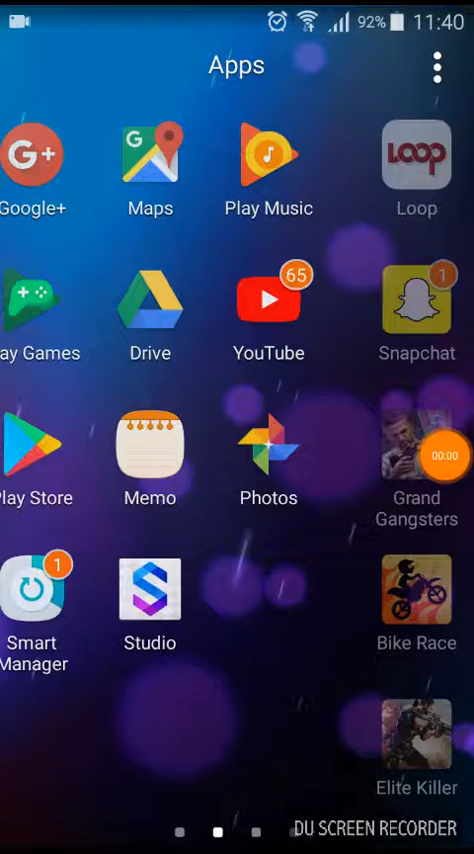 92% 11:40
Apps
G+
G
LOOP
Google+ Maps Play Music Loop
65 1
ay Games Drive YouTube Snapchat
00:00
lay Store Memo Photos Grand
Gangsters
1
S
Smart Studio Bike Race
Manager
Elite Killer
DU SCREEN RECORDER